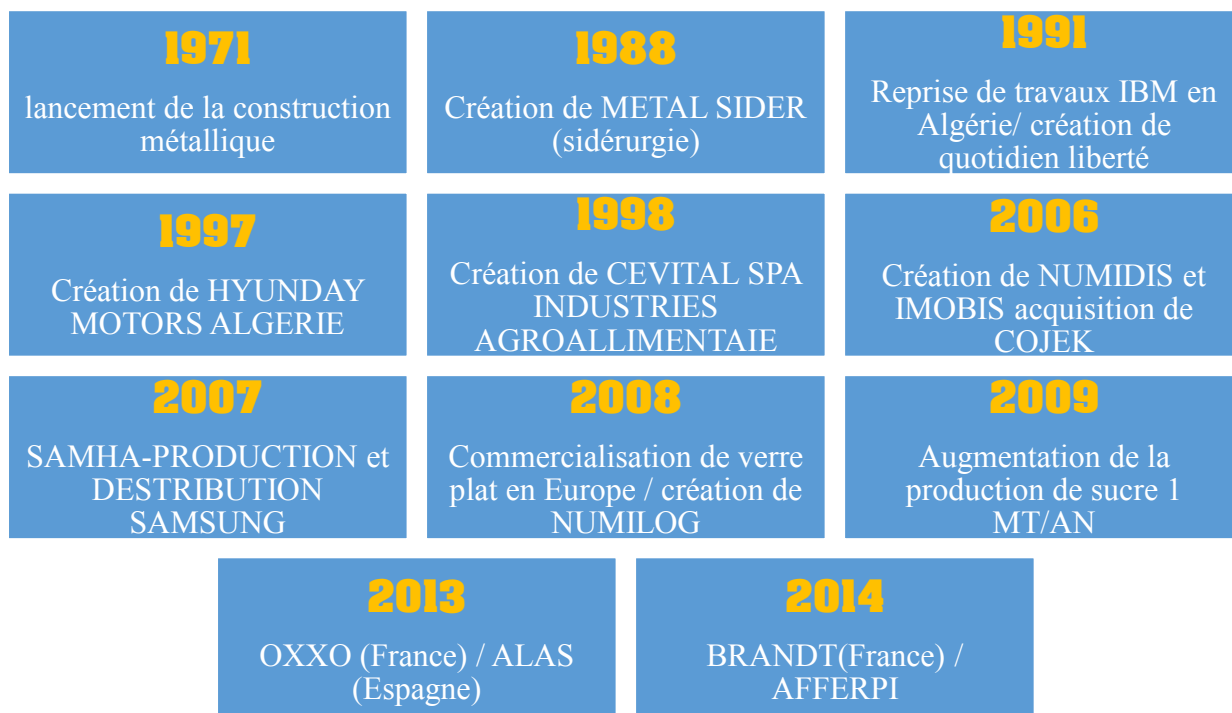 1971
lancement de la construction
métallique
1988
Création de METAL SIDER
(sidérurgie)
1991
Reprise de travaux IBM en
Algérie/ création de
quotidien liberté
1997
Création de HYUNDAY
MOTORS ALGERIE
1998
Création de CEVITAL SPA
INDUSTRIES
AGROALLIMENTAIE
2006
Création de NUMIDIS et
IMOBIS acquisition de
COJEK
2007
SAMHA-PRODUCTION et
DESTRIBUTION
SAMSUNG
2008
Commercialisation de verre
plat en Europe / création de
NUMILOG
2009
Augmentation de la
production de sucre 1
MT/AN
2013
OXXO (France) / ALAS
(Espagne)
2014
BRANDT(France) /
AFFERPI